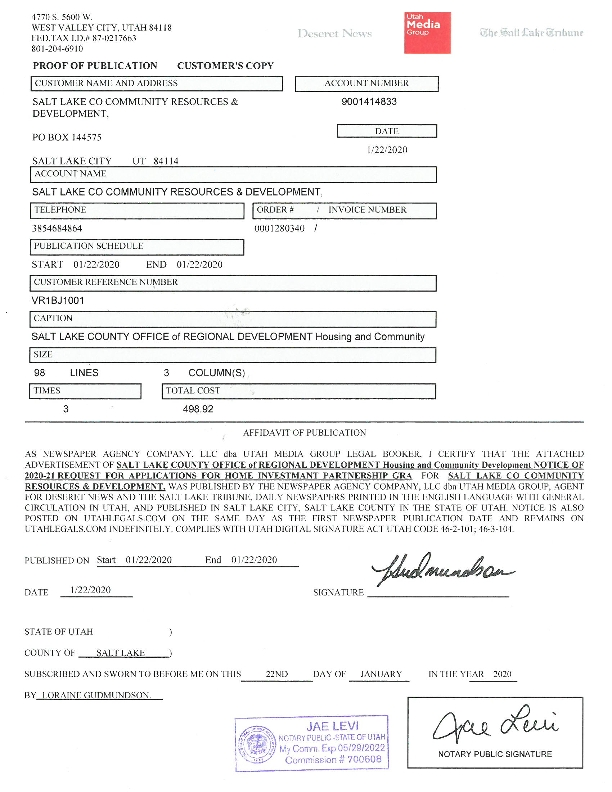 4770 S. 5600 W.
WEST VALLEY CITY, UTAH 84118
FED.TAX I.D.# 87-0217663
801-204-6910
Deseret News
Utah
Media
Group
The Salt Lake Tribune
PROOF OF PUBLICATION CUSTOMER'S COPY
CUSTOMER NAME AND ADDRESS
ACCOUNT NUMBER
SALT LAKE CO COMMUNITY RESOURCES &
DEVELOPMENT,
9001414833
PO BOX 144575
DATE
1/22/2020
SALT LAKE CITY UT 84114
ACCOUNT NAME
SALT LAKE CO COMMUNITY RESOURCES & DEVELOPMENT,
TELEPHONE
ORDER # / INVOICE NUMBER
3854684864
0001280340 /
PUBLICATION SCHEDULE
START 01/22/2020 END 01/22/2020
CUSTOMER REFERENCE NUMBER
VR1BJ1001
CAPTION
SALT LAKE COUNTY OFFICE of REGIONAL DEVELOPMENT Housing and Community
SIZE
98 LINES 3 COLUMN(S)
TIMES
TOTAL COST
3
498.92
AFFIDAVIT OF PUBLICATION
AS NEWSPAPER AGENCY COMPANY, LLC dba UTAH MEDIA GROUP LEGAL BOOKER, I CERTIFY THAT THE ATTACHED
ADVERTISEMENT OF SALT LAKE COUNTY OFFICE of REGIONAL DEVELOPMENT Housing and Community Development NOTICE OF
2020-21 REQUEST FOR APPLICATIONS FOR HOME INVESTMANT PARTNERSHIP GRA FOR SALT LAKE CO COMMUNITY
RESOURCES & DEVELOPMENT, WAS PUBLISHED BY THE NEWSPAPER AGENCY COMPANY, LLC dba UTAH MEDIA GROUP, AGENT
FOR DESERET NEWS AND THE SALT LAKE TRIBUNE, DAILY NEWSPAPERS PRINTED IN THE ENGLISH LANGUAGE WITH GENERAL
CIRCULATION IN UTAH, AND PUBLISHED IN SALT LAKE CITY, SALT LAKE COUNTY IN THE STATE OF UTAH. NOTICE IS ALSO
POSTED ON UTAHLEGALS.COM ON THE SAME DAY AS THE FIRST NEWSPAPER PUBLICATION DATE AND REMAINS ON
UTAHLEGALS.COM INDEFINITELY. COMPLIES WITH UTAH DIGITAL SIGNATURE ACT UTAH CODE 46-2-101; 46-3-104.
PUBLISHED ON Start 01/22/2020 End 01/22/2020
DATE 1/22/2020
SIGNATURE
STATE OF UTAH )
COUNTY OF SALT LAKE )
SUBSCRIBED AND SWORN TO BEFORE ME ON THIS 22ND DAY OF JANUARY IN THE YEAR 2020
BY LORAINE GUDMUNDSON.
JAE LEVI
NOTARY PUBLIC-STATE OF UTAH
My Comm. Exp 05/29/2022
Commission # 700608
Jae Levi
NOTARY PUBLIC SIGNATURE